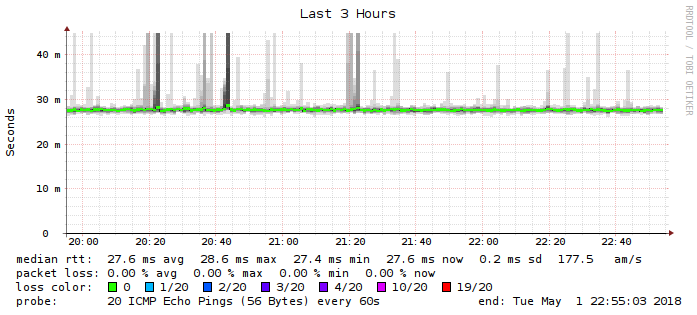 Last 3 Hours
RRDTOOL / TOBI OETIKER
Seconds
40 m
30 m
20 m
10 m
0
20:00 20:20 20:40 21:00 21:20 21:40 22:00 22:20 22:40
median rtt: 27.6 ms avg 28.6 ms max 27.4 ms min 27.6 ms now 0.2 ms sd 177.5 am/s
packet loss: 0.00 % avg 0.00 % max 0.00 % min 0.00 % now
loss color: 0 1/20 2/20 3/20 4/20 10/20 19/20
probe: 20 ICMP Echo Pings (56 Bytes) every 60s end: Tue May 1 22:55:03 2018